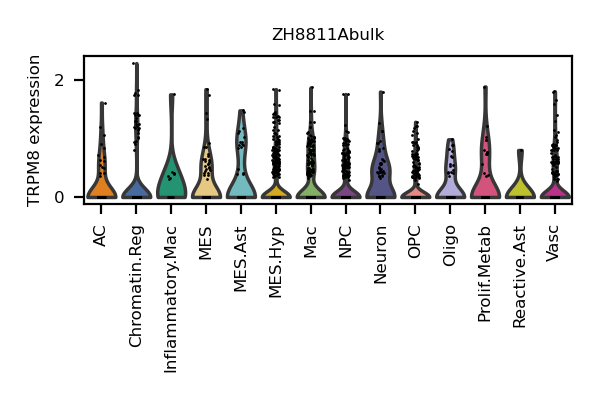 ZH8811Abulk
TRPM8 expression
2
0
AC
Chromatin.Reg
Inflammatory.Mac
MES
MES.Ast
MES.Hyp
Mac
NPC
Neuron
OPC
Oligo
Prolif.Metab
Reactive.Ast
Vasc